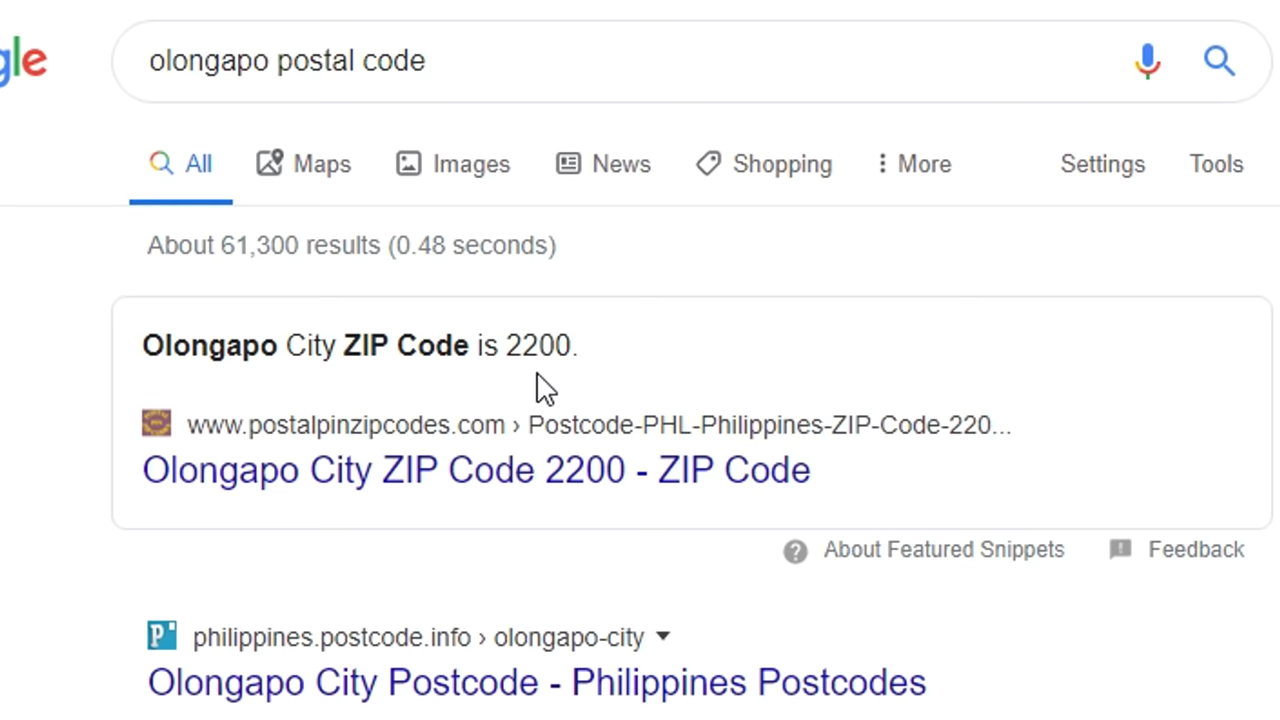 gle
olongapo postal code
All Maps Images News Shopping More Settings Tools
About 61,300 results (0.48 seconds)
Olongapo City ZIP Code is 2200.
www.postalpinzipcodes.com › Postcode-PHL-Philippines-ZIP-Code-220...
Olongapo City ZIP Code 2200 - ZIP Code
About Featured Snippets Feedback
philippines.postcode.info › olongapo-city
Olongapo City Postcode - Philippines Postcodes